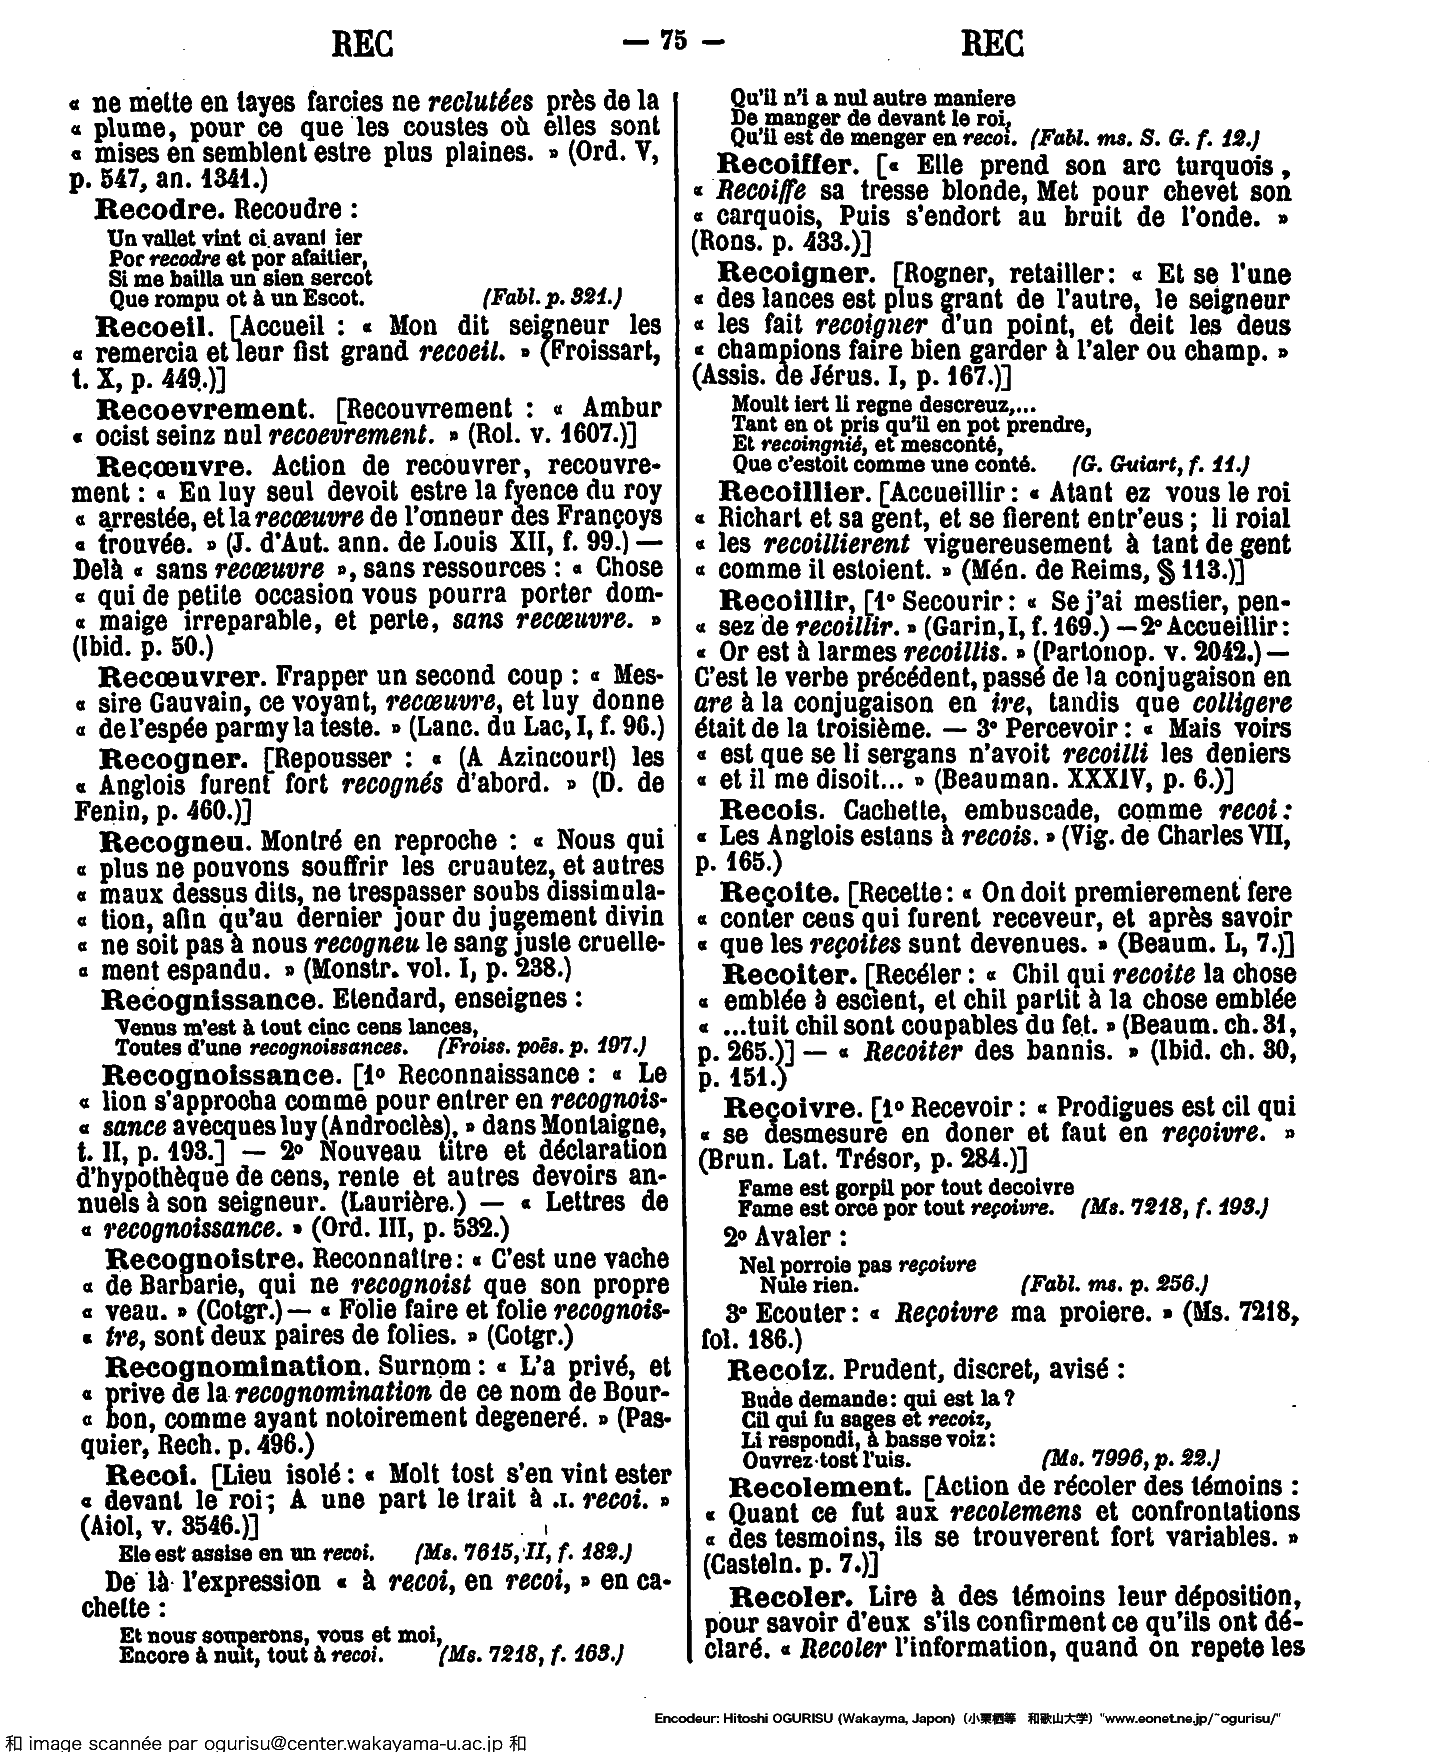 REC — 75 — REC
« ne mette en tayes farcies ne reclutées près de la
« plume, pour ce que les coustes où elles sont
« mises en semblent estre plus plaines. » (Ord. V,
p. 547, an. 1341.)
Recodre. Recoudre :
Un vallet vint ci avant ier
Por recodre et por afaitier,
Si me bailla un sien sercot
Que rompu ot à un Escot. (Fabl. p. 321.)
Recoeil. [Accueil : « Mon dit seigneur les
« remercia et leur fist grand recoeil. » (Froissart,
t. X, p. 449.)]
Recoevrement. [Recouvrement : « Ambur
« ocist seinz nul recoevrement. » (Rol. v. 1607.)]
Recœuvre. Action de recouvrer, recouvre-
ment : « En luy seul devoit estre la fyence du roy
« arrestée, et la recœuvre de l'onneur des Françoys
« trouvée. » (J. d'Aut. ann. de Louis XII, f. 99.) —
Delà « sans recœuvre », sans ressources : « Chose
« qui de petite occasion vous pourra porter dom-
« maige irreparable, et perte, sans recœuvre. »
(Ibid. p. 50.)
Recœuvrer. Frapper un second coup : « Mes-
« sire Gauvain, ce voyant, recœuvre, et luy donne
« de l'espée parmy la teste. » (Lanc. du Lac, I, f. 96.)
Recogner. [Repousser : « (A Azincourt) les
« Anglois furent fort recognés d'abord. » (D. de
Fenin, p. 460.)]
Recogneu. Montré en reproche : « Nous qui
« plus ne pouvons souffrir les cruautez, et autres
« maux dessus dits, ne trespasser soubs dissimula-
« tion, afin qu'au dernier jour du jugement divin
« ne soit pas à nous recogneu le sang juste cruelle-
« ment espandu. » (Monstr. vol. I, p. 238.)
Recognissance. Etendard, enseignes :
Venus m'est à tout cinc cens lances,
Toutes d'une recognoissances. (Froiss. poës. p. 197.)
Recognoissance. [1º Reconnaissance : « Le
« lion s'approcha comme pour entrer en recognois-
« sance avecques luy (Androclès), » dans Montaigne,
t. II, p. 193.] — 2º Nouveau titre et déclaration
d'hypothèque de cens, rente et autres devoirs an-
nuels à son seigneur. (Laurière.) — « Lettres de
« recognoissance. » (Ord. III, p. 532.)
Recognoistre. Reconnaître : « C'est une vache
« de Barbarie, qui ne recognoist que son propre
« veau. » (Cotgr.) — « Folie faire et folie recognois-
« tre, sont deux paires de folies. » (Cotgr.)
Recognomination. Surnom : « L'a privé, et
« prive de la recognomination de ce nom de Bour-
« bon, comme ayant notoirement degeneré. » (Pas-
quier, Rech. p. 496.)
Recoi. [Lieu isolé : « Molt tost s'en vint ester
« devant le roi ; A une part le trait à .I. recoi. »
(Aiol, v. 3546.)]
Ele est assise en un recoi. (Ms. 7615, II, f. 182.)
De là l'expression « à recoi, en recoi, » en ca-
chette :
Et nous souperons, vous et moi,
Encore à nuit, tout à recoi. (Ms. 7218, f. 163.)
Qu'il n'i a nul autre maniere
De manger de devant le roi,
Qu'il est de menger en recoi. (Fabl. ms. S. G. f. 12.)
Recoiffer. [« Elle prend son arc turquois,
« Recoiffe sa tresse blonde, Met pour chevet son
« carquois, Puis s'endort au bruit de l'onde. »
(Rons. p. 433.)]
Recoigner. [Rogner, retailler : « Et se l'une
« des lances est plus grant de l'autre, le seigneur
« les fait recoigner d'un point, et deit les deus
« champions faire bien garder à l'aler ou champ. »
(Assis. de Jérus. I, p. 167.)]
Moult iert li regne descreuz,...
Tant en ot pris qu'il en pot prendre,
Et recoingnié, et mesconté,
Que c'estoit comme une conté. (G. Guiart, f. 11.)
Recoillier. [Accueillir : « Atant ez vous le roi
« Richart et sa gent, et se fierent entr'eus ; li roial
« les recoillierent viguereusement à tant de gent
« comme il estoient. » (Mén. de Reims, § 113.)]
Recoillir, [1º Secourir : « Se j'ai mestier, pen-
« sez de recoillir. » (Garin, I, f. 169.) — 2º Accueillir :
« Or est à larmes recoillis. » (Partonop. v. 2042.) —
C'est le verbe précédent, passé de la conjugaison en
are à la conjugaison en ire, tandis que colligere
était de la troisième. — 3º Percevoir : « Mais voirs
« est que se li sergans n'avoit recoilli les deniers
« et il me disoit... » (Beauman. XXXIV, p. 6.)]
Recois. Cachette, embuscade, comme recoi :
« Les Anglois estans à recois. » (Vig. de Charles VII,
p. 165.)
Reçoite. [Recette : « On doit premierement fere
« conter ceus qui furent receveur, et après savoir
« que les reçoites sunt devenues. » (Beaum. L, 7.)]
Recoiter. [Recéler : « Chil qui recoite la chose
« emblée à escient, et chil partit à la chose emblée
« ...tuit chil sont coupables du fet. » (Beaum. ch. 31,
p. 265.)] — « Recoiter des bannis. » (Ibid. ch. 30,
p. 151.)
Reçoivre. [1º Recevoir : « Prodigues est cil qui
« se desmesure en doner et faut en reçoivre. »
(Brun. Lat. Trésor, p. 284.)]
Fame est gorpil por tout decoivre
Fame est orce por tout reçoivre. (Ms. 7218, f. 193.)
2º Avaler :
Nel porroie pas reçoivre
Nule rien. (Fabl. ms. p. 256.)
3º Ecouter : « Reçoivre ma proiere. » (Ms. 7218,
fol. 186.)
Recoiz. Prudent, discret, avisé :
Bude demande : qui est la ?
Cil qui fu sages et recoiz,
Li respondi, à basse voiz :
Ouvrez tost l'uis. (Ms. 7996, p. 22.)
Recolement. [Action de récoler des témoins :
« Quant ce fut aux recolemens et confrontations
« des tesmoins, ils se trouverent fort variables. »
(Casteln. p. 7.)]
Recoler. Lire à des témoins leur déposition,
pour savoir d'eux s'ils confirment ce qu'ils ont dé-
claré. « Recoler l'information, quand on repete les
Encodeur: Hitoshi OGURISU (Wakayma, Japon) (小栗栖等 和歌山大学) "www.eonet.ne.jp/~ogurisu/"
和 image scannée par ogurisu@center.wakayama-u.ac.jp 和